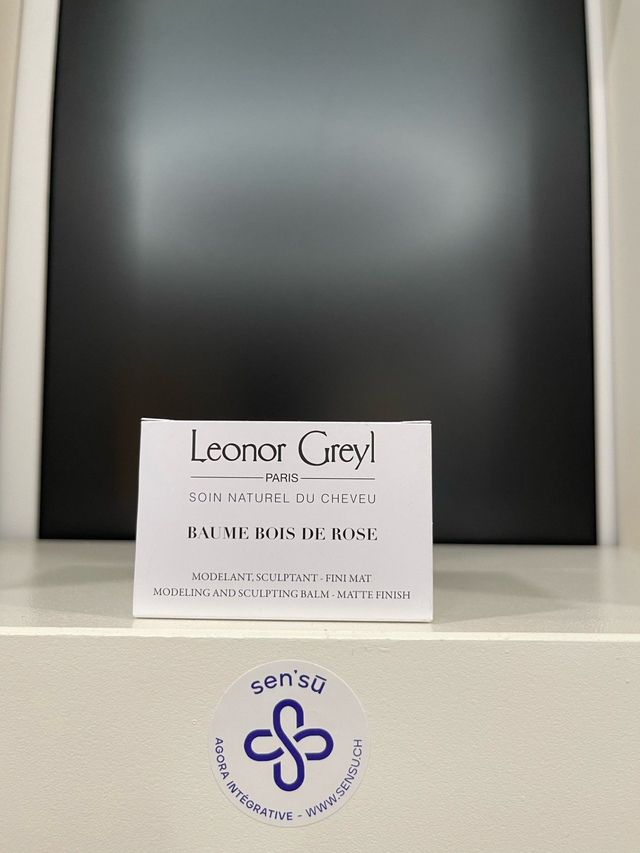 Leonor Greyl
PARIS
SOIN NATUREL DU CHEVEU
BAUME BOIS DE ROSE
MODELANT, SCULPTANT - FINI MAT
MODELING AND SCULPTING BALM - MATTE FINISH
sen'sū
AGORA INTÉGRATIVE - WWW.SENSU.CH